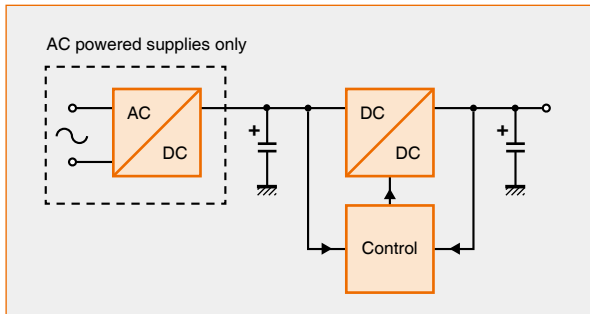 AC powered supplies only
AC
DC
+
DC
DC
+
Control